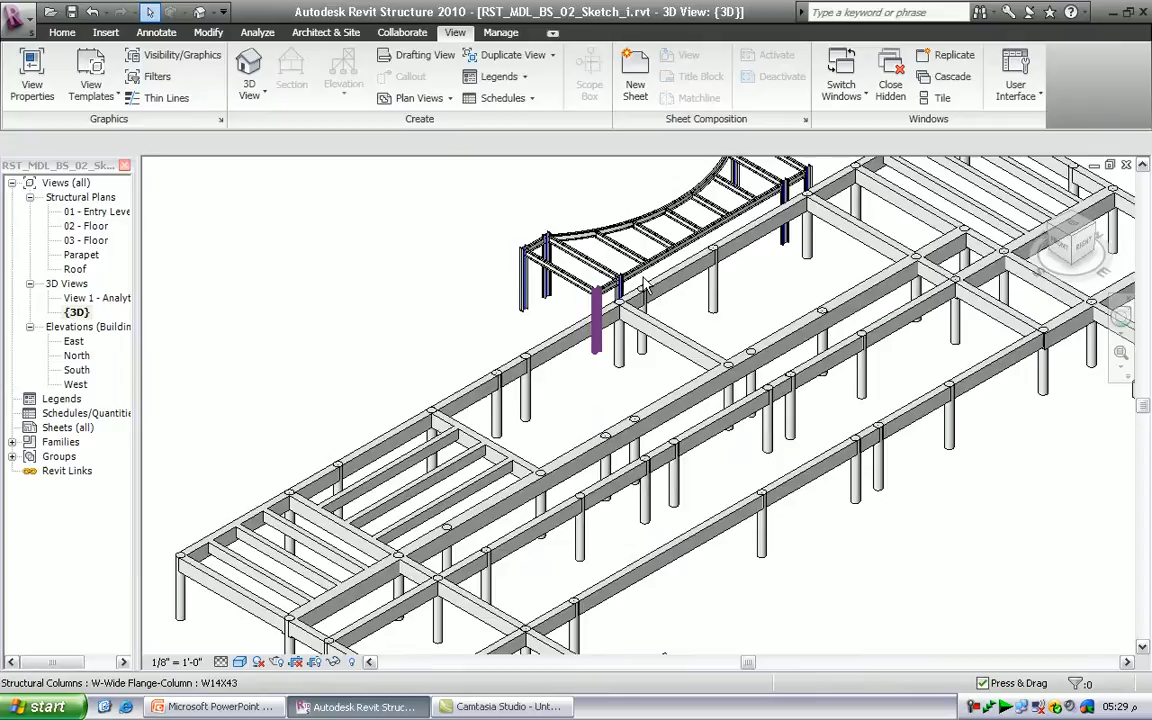 Autodesk Revit Structure 2010 - [RST_MDL_BS_02_Sketch_i.rvt - 3D View: {3D}]
Type a keyword or phrase
Home Insert Annotate Modify Analyze Architect & Site Collaborate View Manage
View Properties
View Templates
Visibility/Graphics
Filters
Thin Lines
3D View
Section
Elevation
Drafting View
Callout
Plan Views
Duplicate View
Legends
Schedules
Scope Box
New Sheet
View
Title Block
Matchline
Activate
Deactivate
Switch Windows
Close Hidden
Replicate
Cascade
Tile
User Interface
Graphics Create Sheet Composition Windows
RST_MDL_BS_02_Sk...
Views (all)
Structural Plans
01 - Entry Leve
02 - Floor
03 - Floor
Parapet
Roof
3D Views
View 1 - Analyt
{3D}
Elevations (Building
East
North
South
West
Legends
Schedules/Quantitie
Sheets (all)
Families
Groups
Revit Links
RIGHT
S
E
1/8" = 1'-0"
Structural Columns : W-Wide Flange-Column : W14X43
Press & Drag
:0
start
Microsoft PowerPoint ...
Autodesk Revit Struc...
Camtasia Studio - Unt...
05:29 م